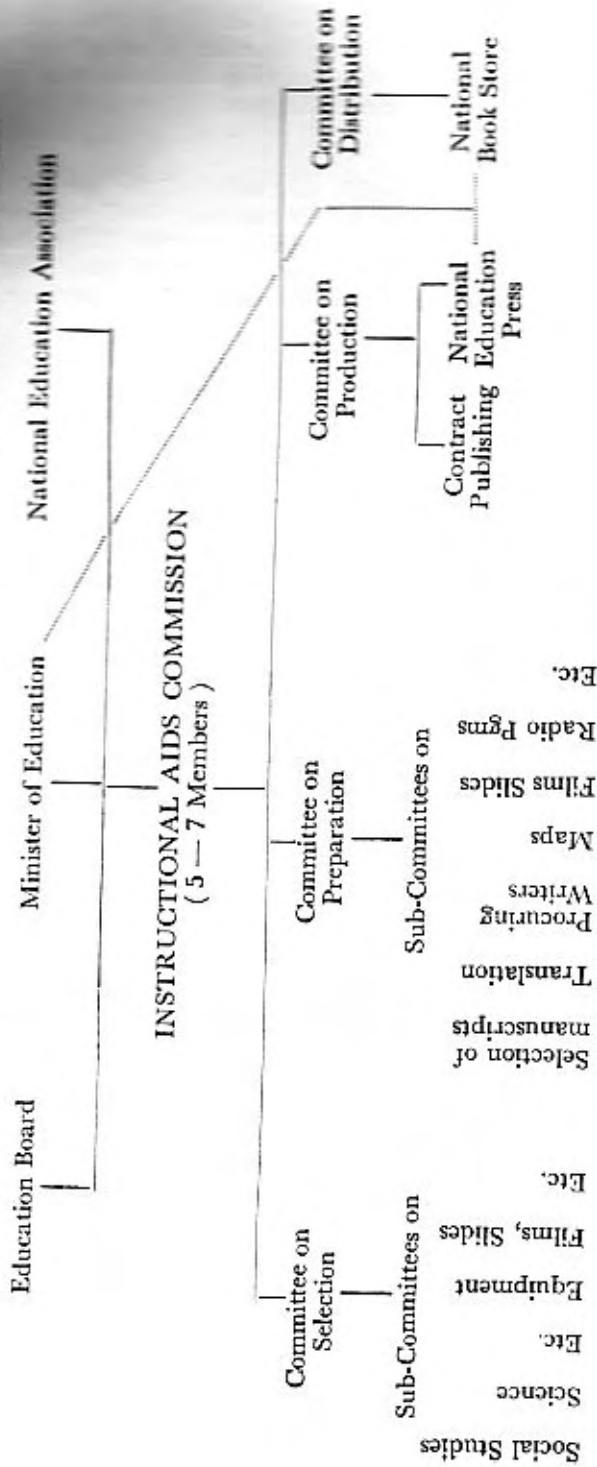 Education Board
Minister of Education
National Education Association
INSTRUCTIONAL AIDS COMMISSION
( 5 — 7 Members )
Committee on
Selection
Sub-Committees on
Social Studies
Science
Etc.
Equipment
Films, Slides
Etc.
Committee on
Preparation
Sub-Committees on
Selection of
manuscripts
Translation
Procuring
Writers
Maps
Films Slides
Radio Pgms
Etc.
Committee on
Production
Contract
Publishing
National
Education
Press
Committee on
Distribution
National
Book Store